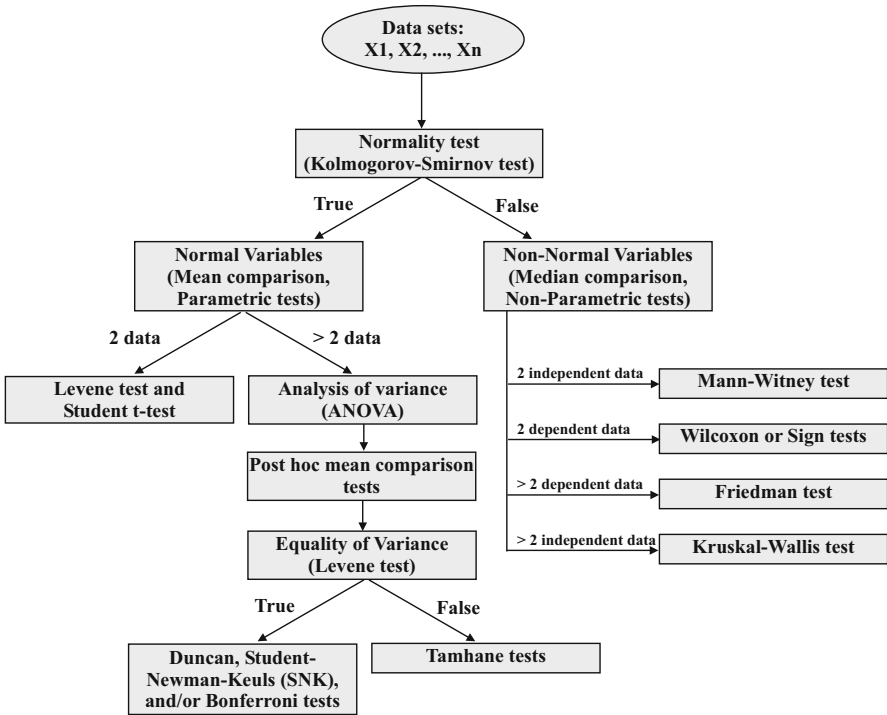 Data sets:
X1, X2, ..., Xn
Normality test
(Kolmogorov-Smirnov test)
True
False
Normal Variables
(Mean comparison,
Parametric tests)
Non-Normal Variables
(Median comparison,
Non-Parametric tests)
2 data
> 2 data
Levene test and
Student t-test
Analysis of variance
(ANOVA)
Post hoc mean comparison
tests
Equality of Variance
(Levene test)
True
False
Duncan, Student-
Newman-Keuls (SNK),
and/or Bonferroni tests
Tamhane tests
2 independent data
Mann-Witney test
2 dependent data
Wilcoxon or Sign tests
> 2 dependent data
Friedman test
> 2 independent data
Kruskal-Wallis test